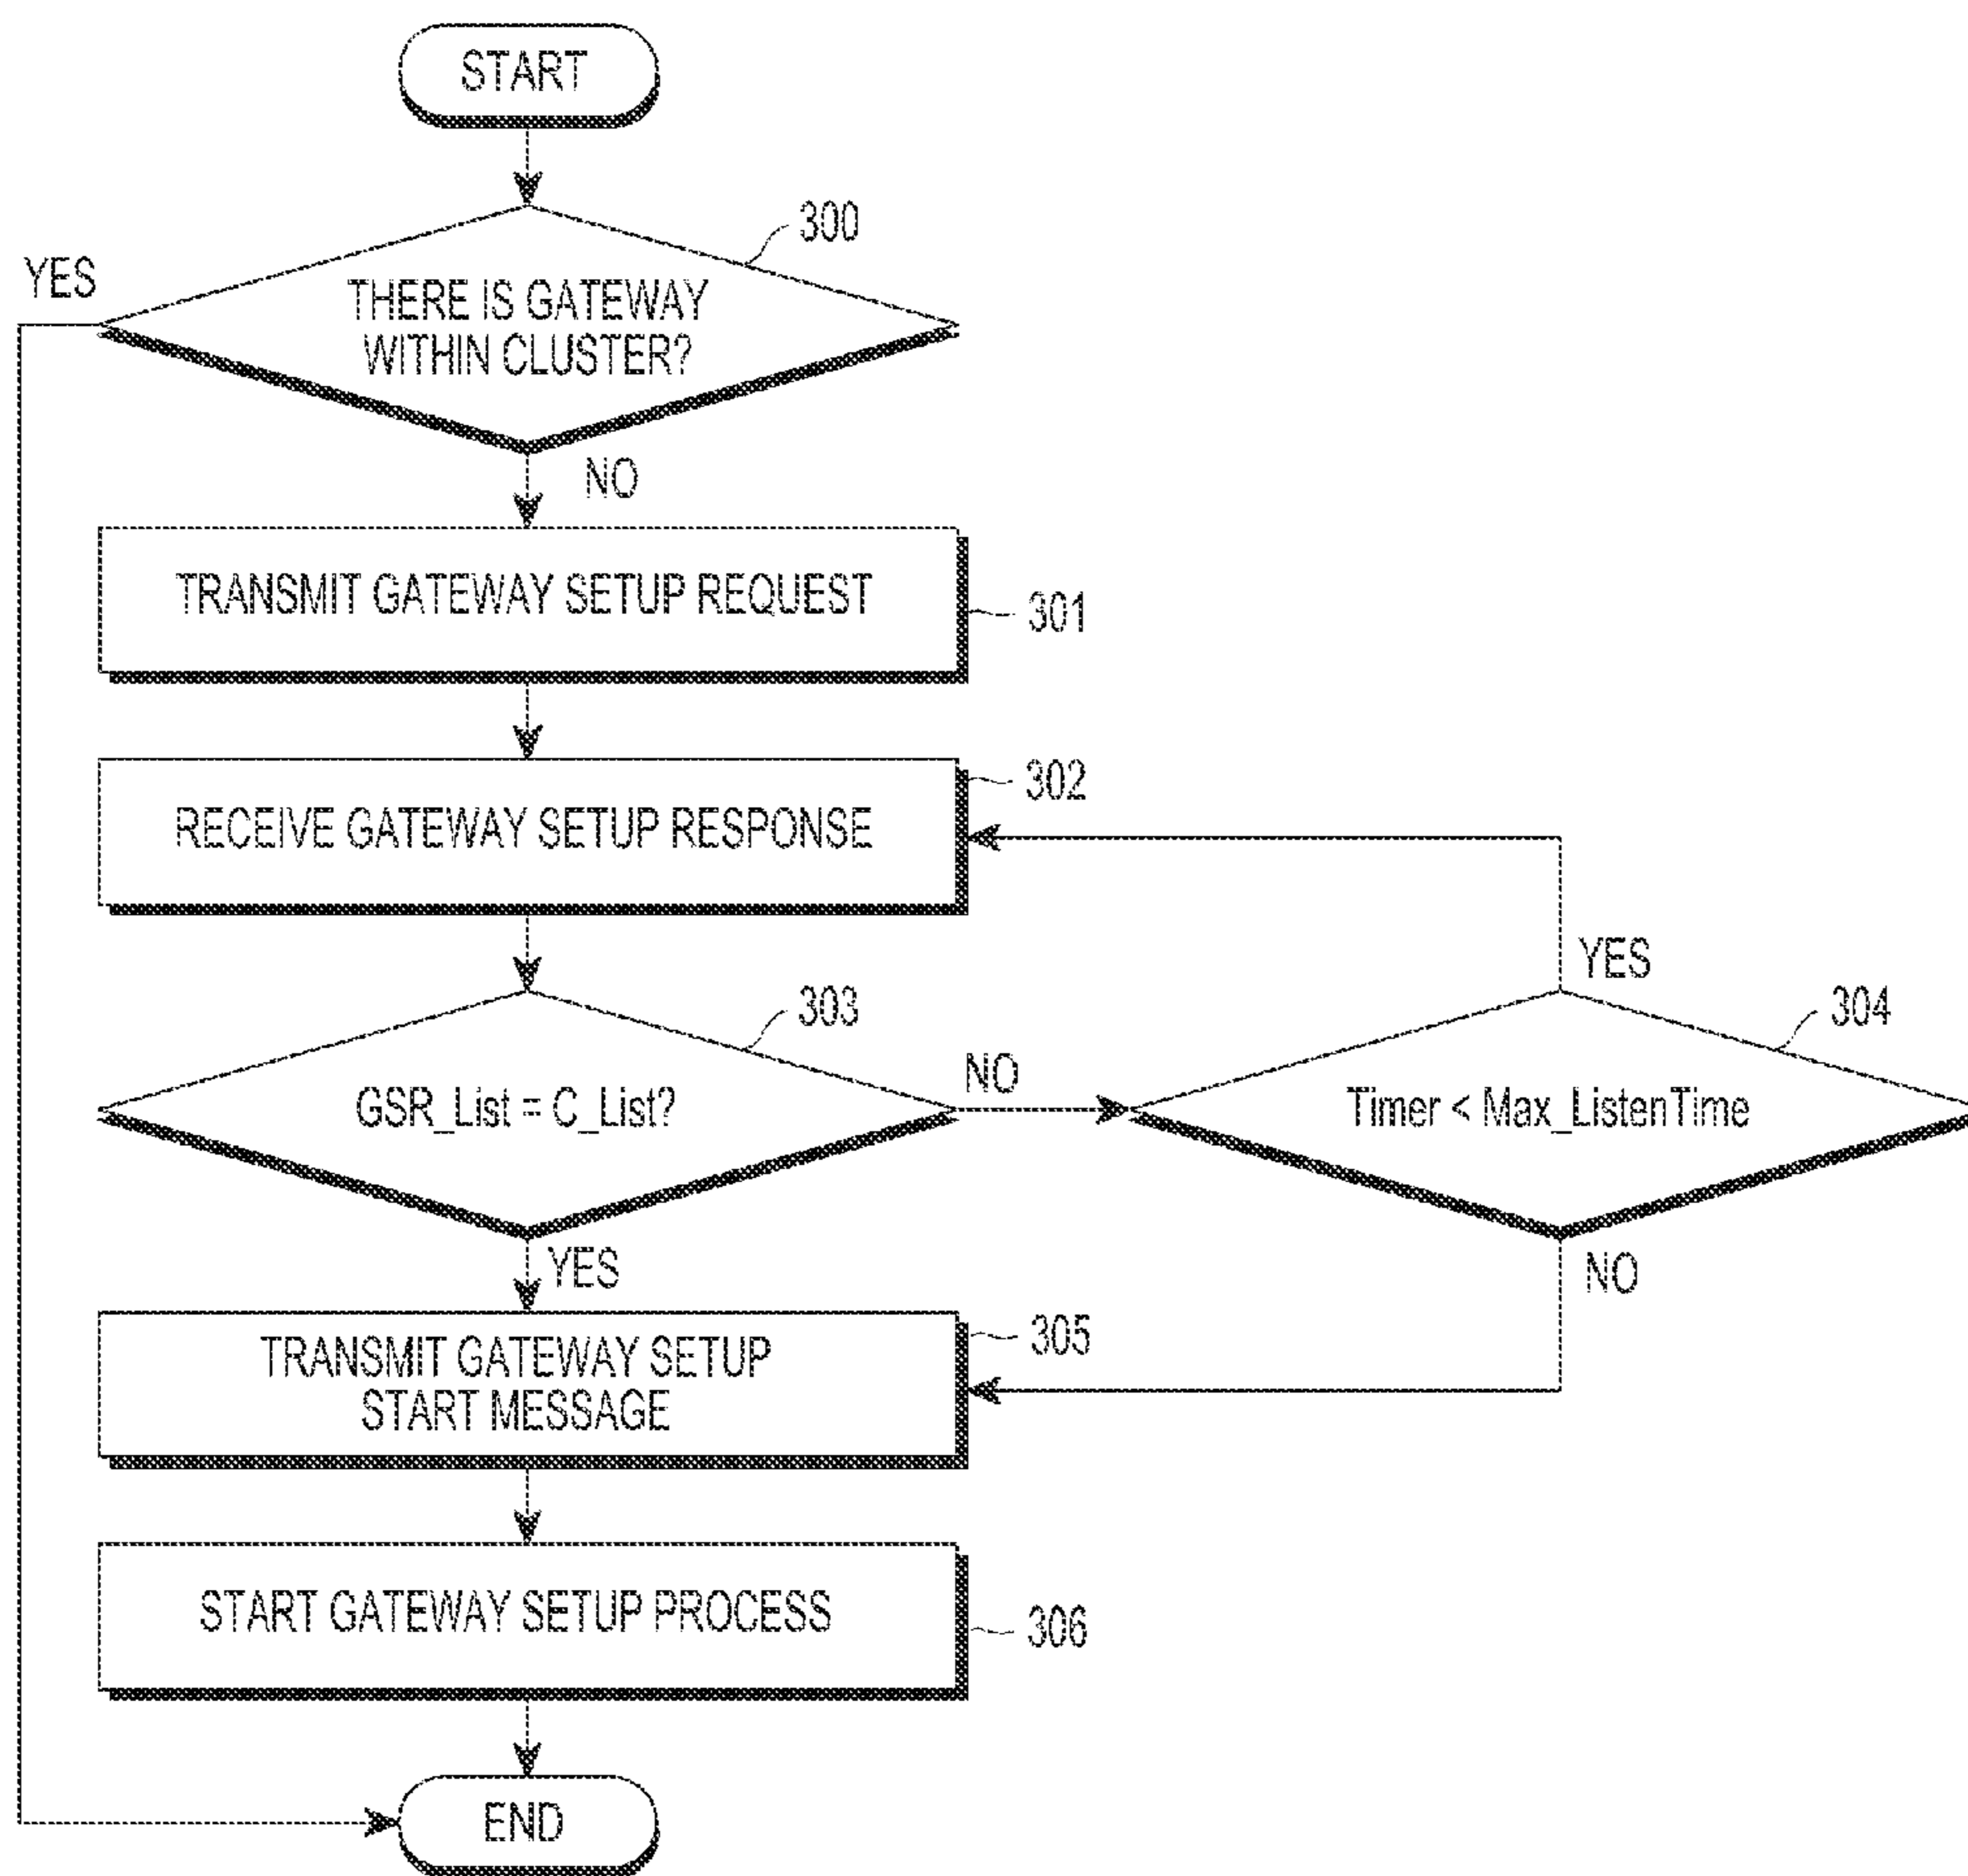 START
300
YES
THERE IS GATEWAY
WITHIN CLUSTER?
NO
TRANSMIT GATEWAY SETUP REQUEST
301
302
RECEIVE GATEWAY SETUP RESPONSE
YES
303
304
NO
GSR_List = C_List?
Timer < Max_ListenTime
YES
NO
305
TRANSMIT GATEWAY SETUP
START MESSAGE
START GATEWAY SETUP PROCESS
306
END